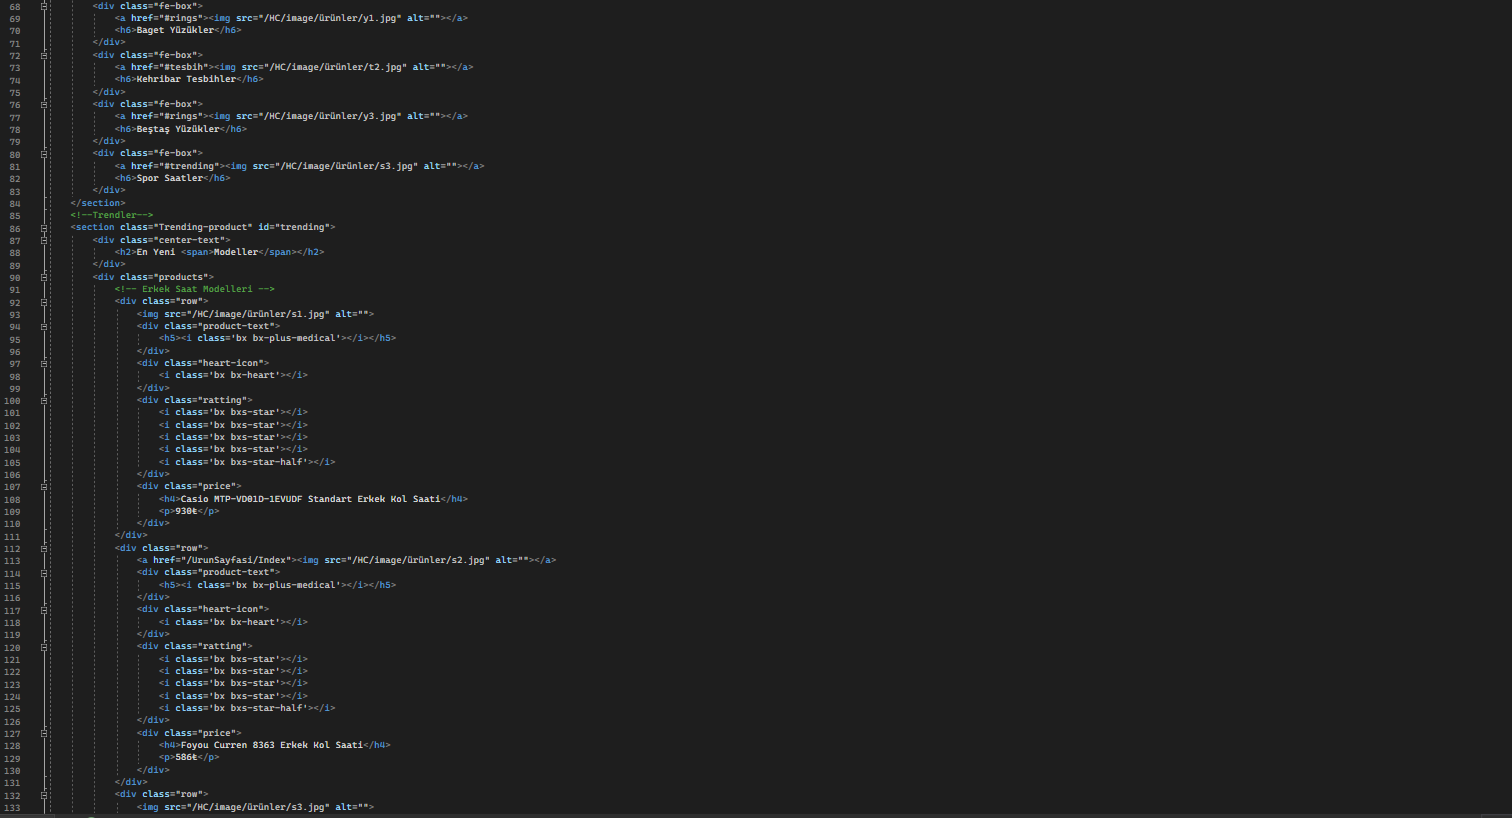 68 <div class="fe-box">
69 <a href="#rings"><img src="/HC/image/ürünler/y1.jpg" alt=""></a>
70 <h6>Baget Yüzükler</h6>
71 </div>
72 <div class="fe-box">
73 <a href="#tesbih"><img src="/HC/image/ürünler/t2.jpg" alt=""></a>
74 <h6>Kehribar Tesbihler</h6>
75 </div>
76 <div class="fe-box">
77 <a href="#rings"><img src="/HC/image/ürünler/y3.jpg" alt=""></a>
78 <h6>Beştaş Yüzükler</h6>
79 </div>
80 <div class="fe-box">
81 <a href="#trending"><img src="/HC/image/ürünler/s3.jpg" alt=""></a>
82 <h6>Spor Saatler</h6>
83 </div>
84 </section>
85 <!--Trendler-->
86 <section class="Trending-product" id="trending">
87 <div class="center-text">
88 <h2>En Yeni <span>Modeller</span></h2>
89 </div>
90 <div class="products">
91 <!-- Erkek Saat Modelleri -->
92 <div class="row">
93 <img src="/HC/image/ürünler/s1.jpg" alt="">
94 <div class="product-text">
95 <h5><i class='bx bx-plus-medical'></i></h5>
96 </div>
97 <div class="heart-icon">
98 <i class='bx bx-heart'></i>
99 </div>
100 <div class="ratting">
101 <i class='bx bxs-star'></i>
102 <i class='bx bxs-star'></i>
103 <i class='bx bxs-star'></i>
104 <i class='bx bxs-star'></i>
105 <i class='bx bxs-star-half'></i>
106 </div>
107 <div class="price">
108 <h4>Casio MTP-VD01D-1EVUDF Standart Erkek Kol Saati</h4>
109 <p>930₺</p>
110 </div>
111 </div>
112 <div class="row">
113 <a href="/UrunSayfasi/Index"><img src="/HC/image/ürünler/s2.jpg" alt=""></a>
114 <div class="product-text">
115 <h5><i class='bx bx-plus-medical'></i></h5>
116 </div>
117 <div class="heart-icon">
118 <i class='bx bx-heart'></i>
119 </div>
120 <div class="ratting">
121 <i class='bx bxs-star'></i>
122 <i class='bx bxs-star'></i>
123 <i class='bx bxs-star'></i>
124 <i class='bx bxs-star'></i>
125 <i class='bx bxs-star-half'></i>
126 </div>
127 <div class="price">
128 <h4>Foyou Curren 8363 Erkek Kol Saati</h4>
129 <p>586₺</p>
130 </div>
131 </div>
132 <div class="row">
133 <img src="/HC/image/ürünler/s3.jpg" alt="">